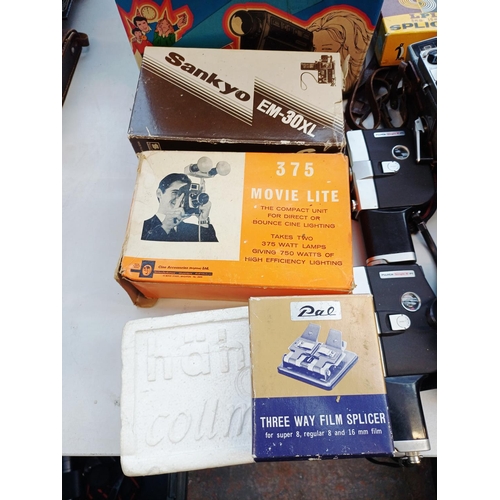 SPLICE
Sankyo
EM-30XL
375
MOVIE LITE
THE COMPACT UNIT
FOR DIRECT OR
BOUNCE CINE LIGHTING
TAKES TWO
375 WATT LAMPS
GIVING 750 WATTS OF
HIGH EFFICIENCY LIGHTING
Pal
THREE WAY FILM SPLICER
for super 8, regular 8 and 16 mm film